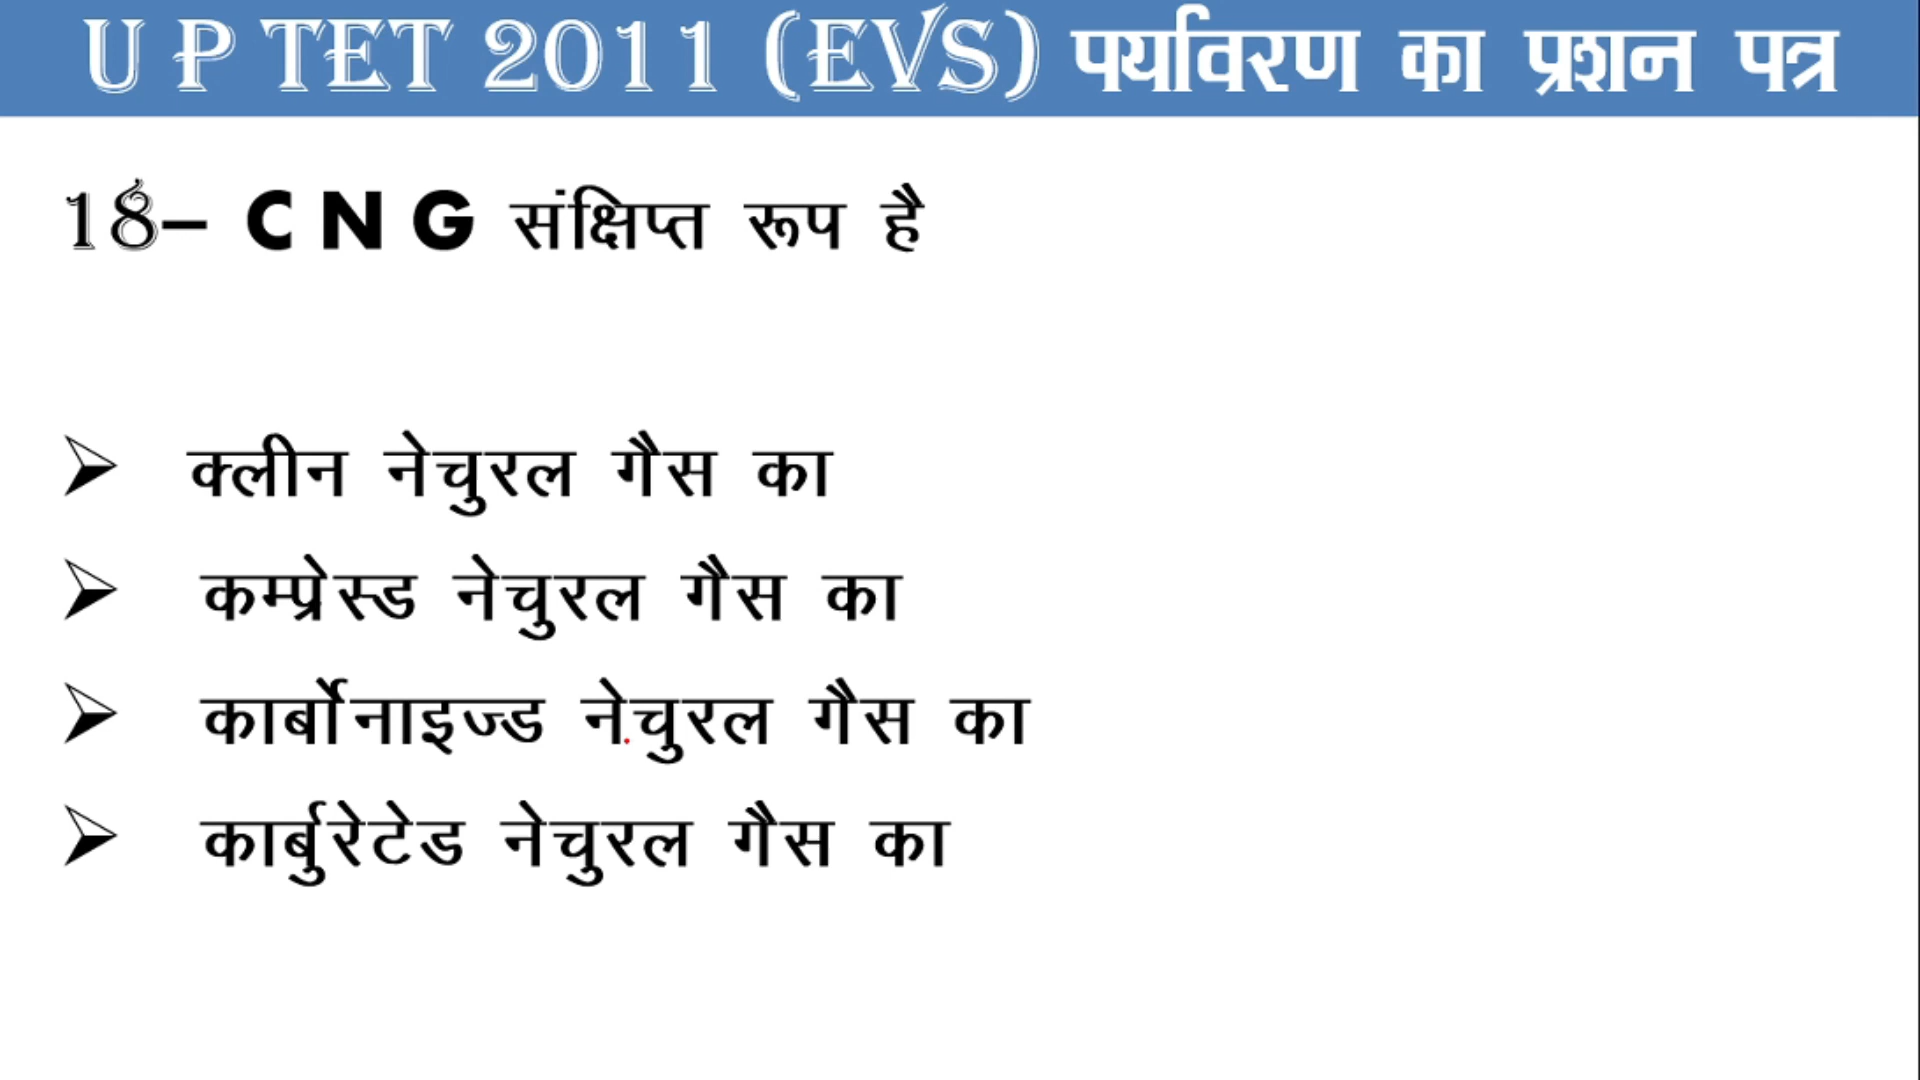 U P TET 2011 (EVS) पर्यावरण का प्रशन पत्र
18– C N G संक्षिप्त रूप है
➢ क्लीन नेचुरल गैस का
➢ कम्प्रेस्ड नेचुरल गैस का
➢ कार्बोनाइज्ड नेचुरल गैस का
➢ कार्बुरेटेड नेचुरल गैस का